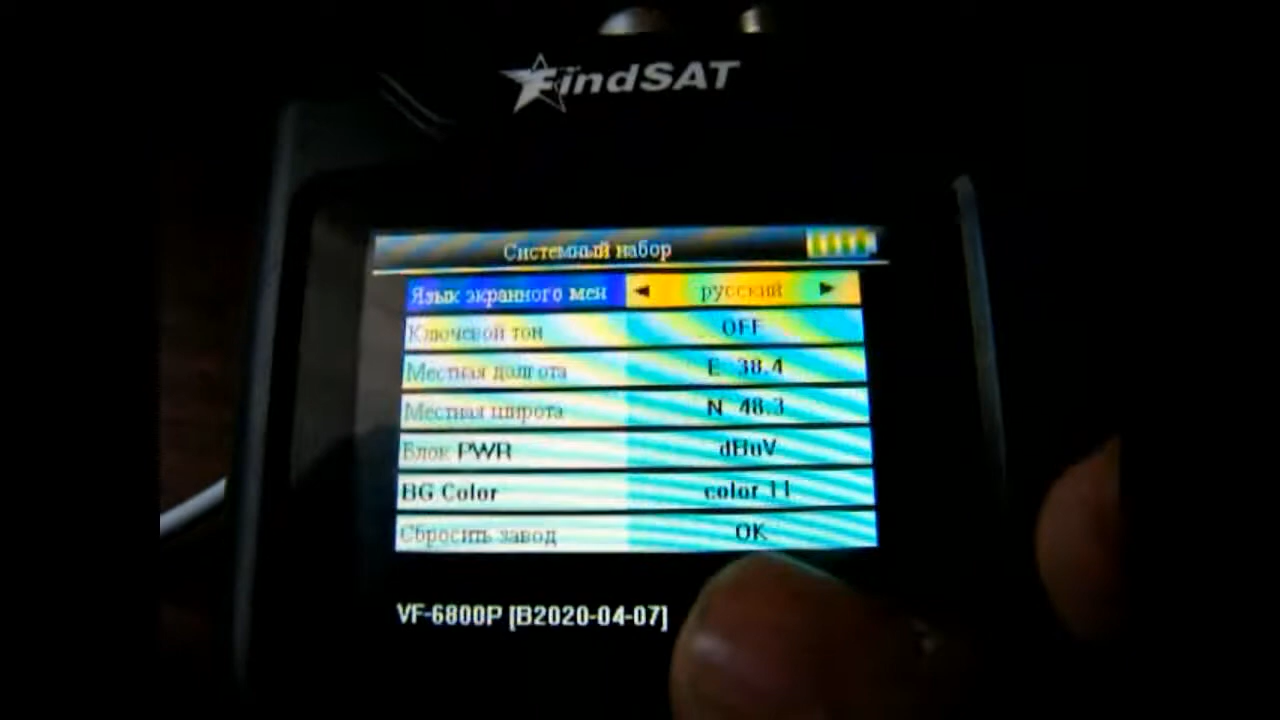 FindSAT
Системный набор
Язык экранного мен русский
Ключевой тон OFF
Местная долгота E 38.4
Местная широта N 48.3
Блок PWR dBuV
BG Color color 11
Сбросить завод OK
VF-6800P [B2020-04-07]